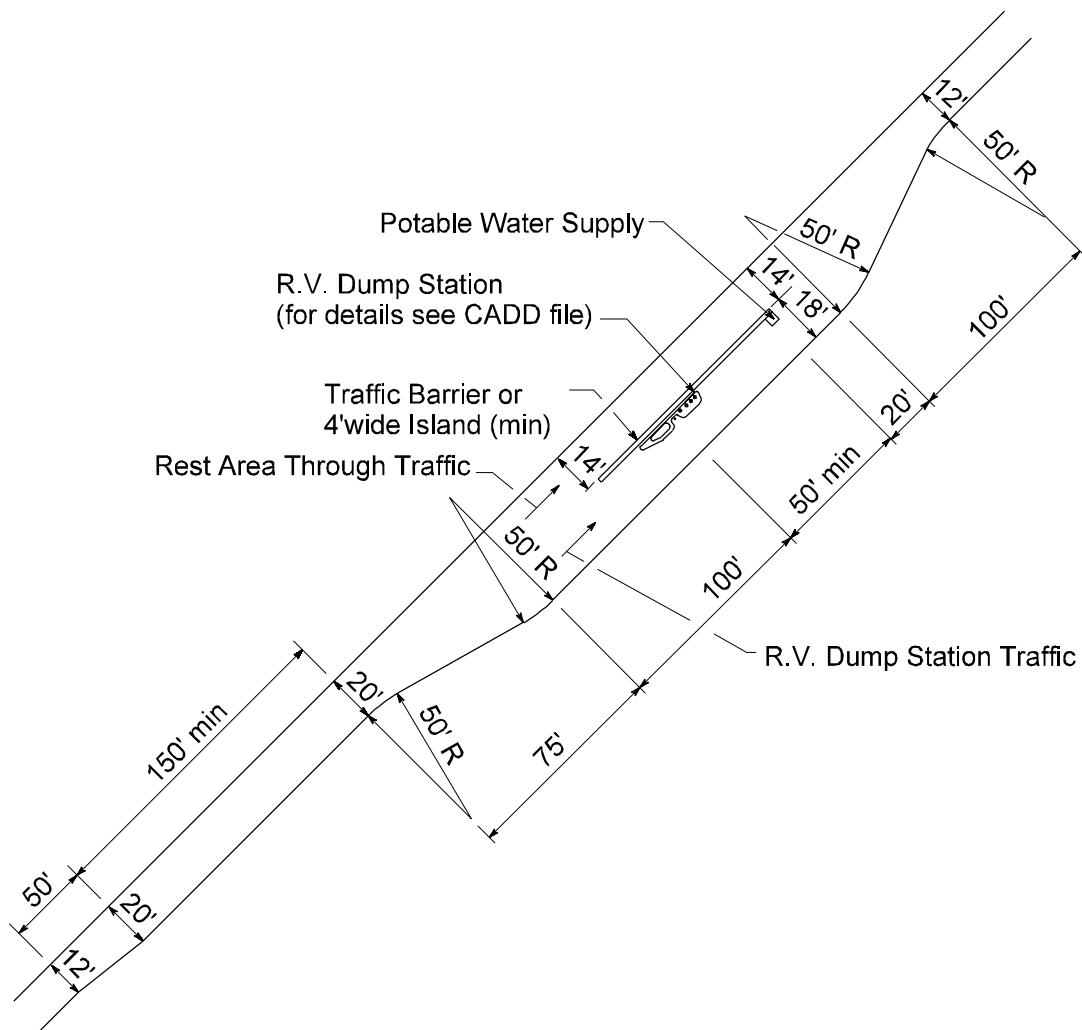 12'
50' R
Potable Water Supply
50' R
R.V. Dump Station
(for details see CADD file)
14'
18'
100'
Traffic Barrier or
4'wide Island (min)
20'
Rest Area Through Traffic
14'
50' min
50' R
100'
R.V. Dump Station Traffic
20'
50' R
150' min
75'
50'
20'
12'